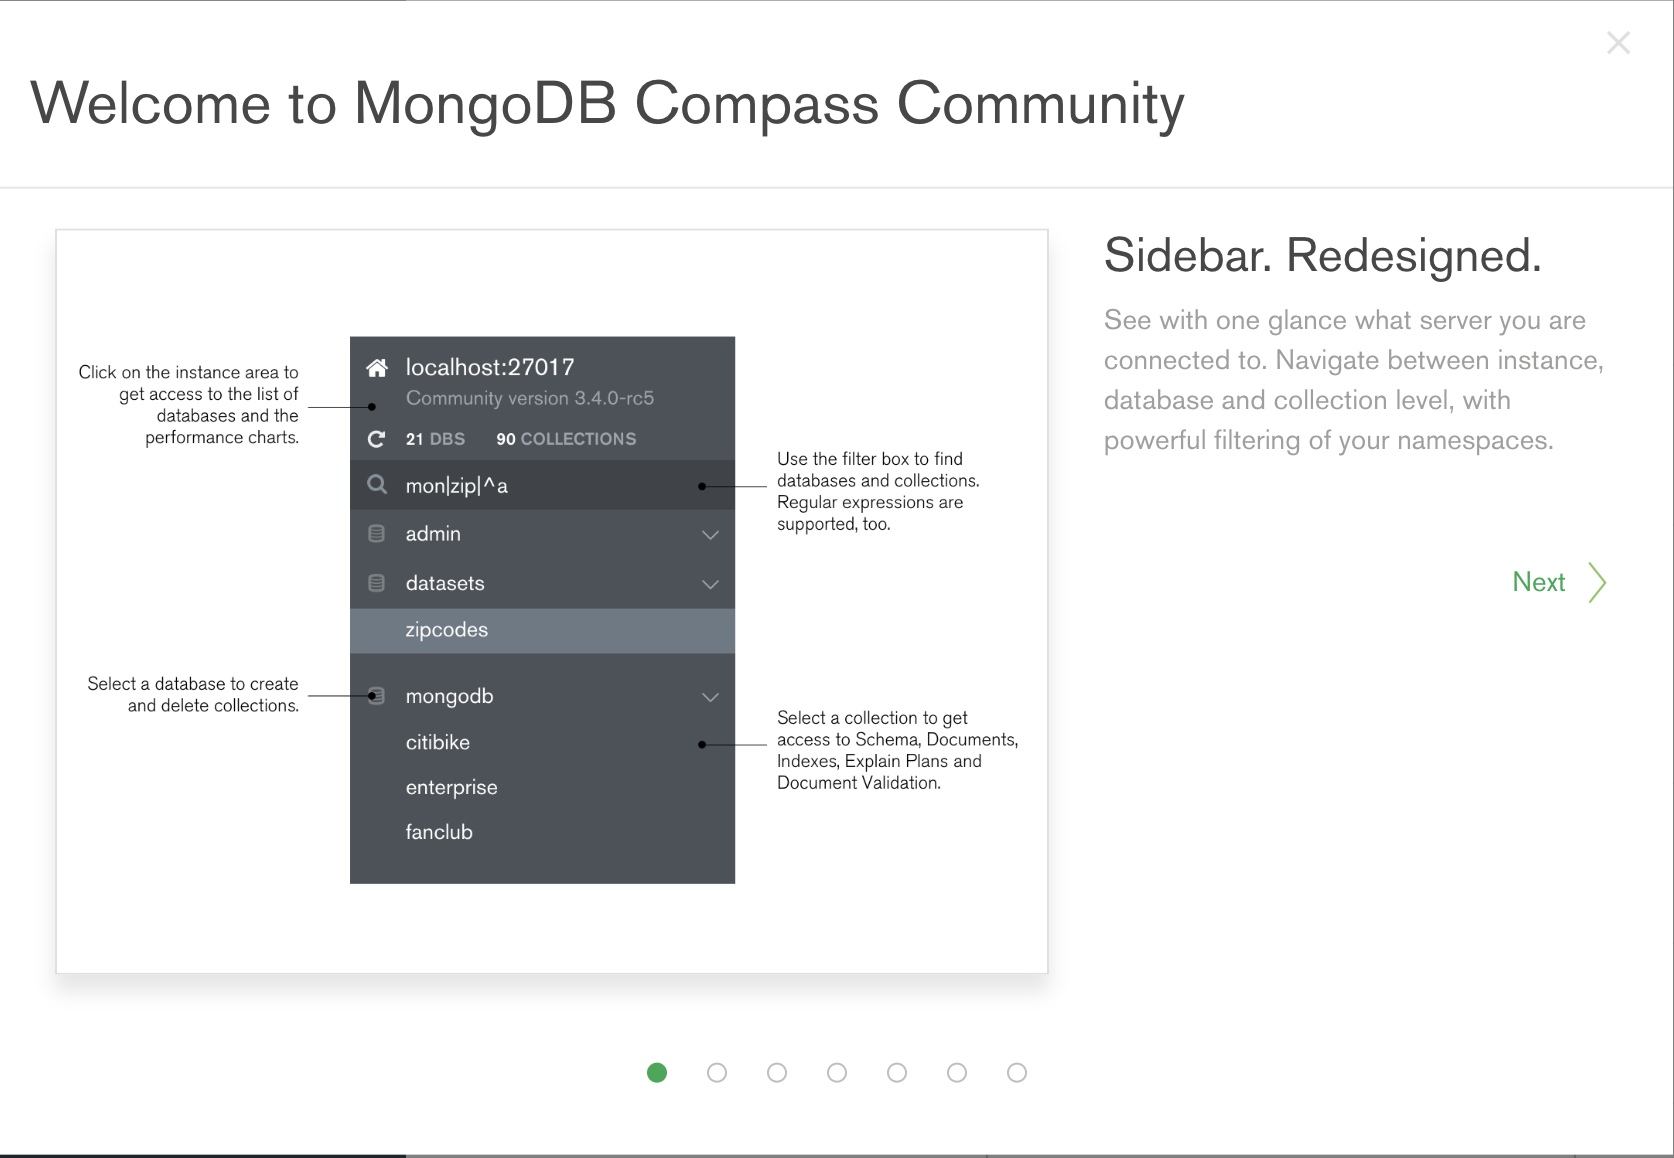 Welcome to MongoDB Compass Community
Click on the instance area to
get access to the list of
databases and the
performance charts.
localhost:27017
Community version 3.4.0-rc5
21 DBS 90 COLLECTIONS
mon|zip|^a
Use the filter box to find
databases and collections.
Regular expressions are
supported, too.
admin
datasets
zipcodes
Select a database to create
and delete collections.
mongodb
citibike
enterprise
fanclub
Select a collection to get
access to Schema, Documents,
Indexes, Explain Plans and
Document Validation.
Sidebar. Redesigned.
See with one glance what server you are
connected to. Navigate between instance,
database and collection level, with
powerful filtering of your namespaces.
Next